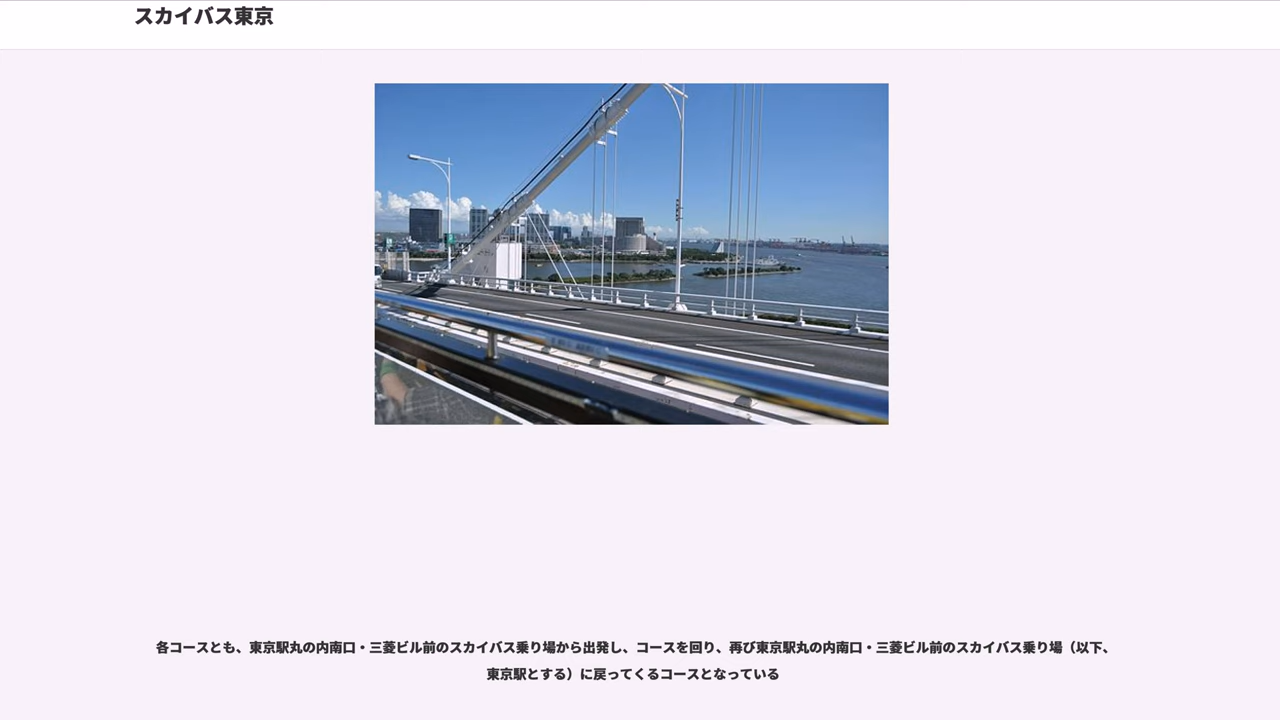 スカイバス東京
各コースとも、東京駅丸の内南口・三菱ビル前のスカイバス乗り場から出発し、コースを回り、再び東京駅丸の内南口・三菱ビル前のスカイバス乗り場（以下、
東京駅とする）に戻ってくるコースとなっている